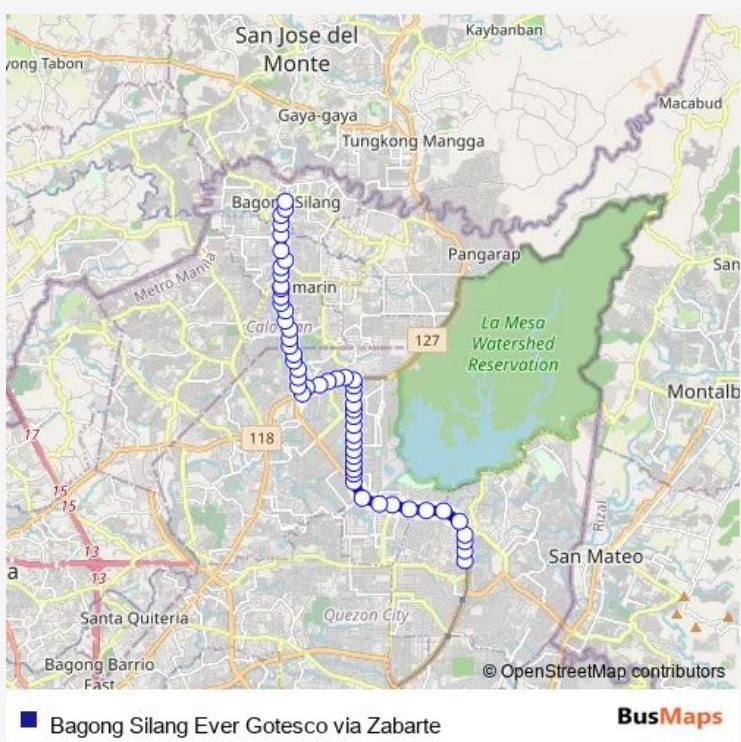 San Jose del
Monte
Kaybanban
yong Tabon
Macabud
Gaya-gaya
Tungkong Mangga
Bagong Silang
Pangarap
San
Metro Manila
marin
Caloocan
127
La Mesa
Watershed
Reservation
Montalb
17
118
15
15
Rizal
13
13
San Mateo
a
Santa Quiteria
Quezon City
Bagong Barrio
East
© OpenStreetMap contributors
Bagong Silang Ever Gotesco via Zabarte
BusMaps